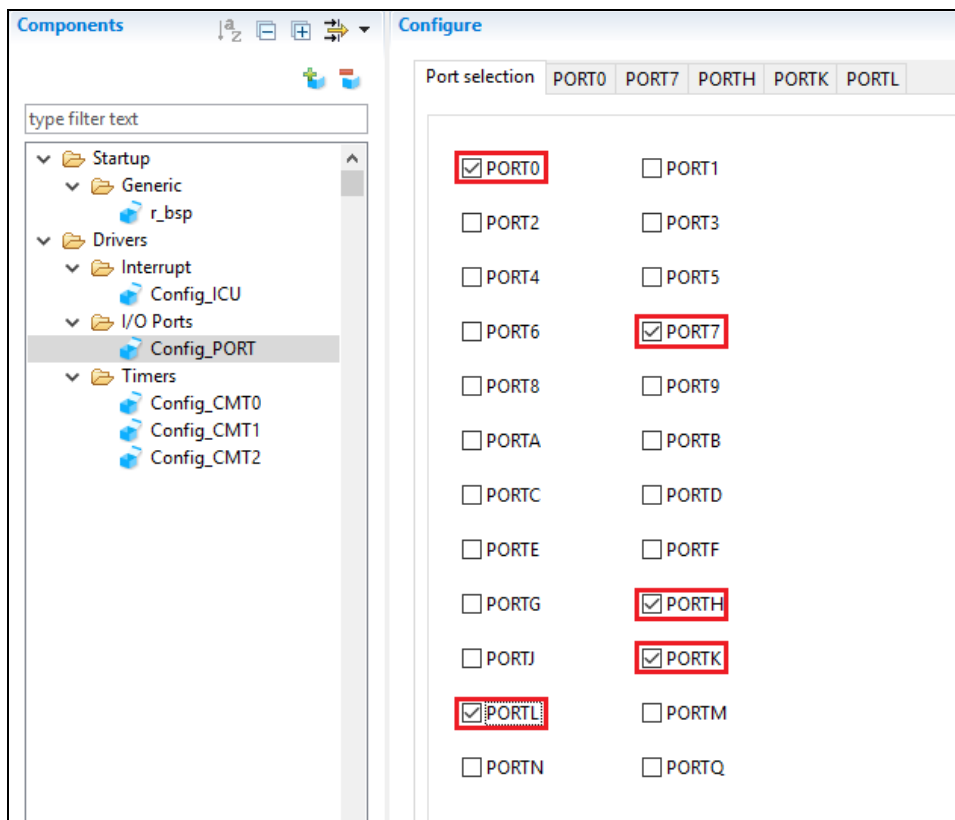 Components
type filter text
Startup
Generic
r_bsp
Drivers
Interrupt
Config_ICU
I/O Ports
Config_PORT
Timers
Config_CMT0
Config_CMT1
Config_CMT2
Configure
Port selection PORT0 PORT7 PORTH PORTK PORTL
PORT0 PORT1
PORT2 PORT3
PORT4 PORT5
PORT6 PORT7
PORT8 PORT9
PORTA PORTB
PORTC PORTD
PORTE PORTF
PORTG PORTH
PORTJ PORTK
PORTL PORTM
PORTN PORTQ